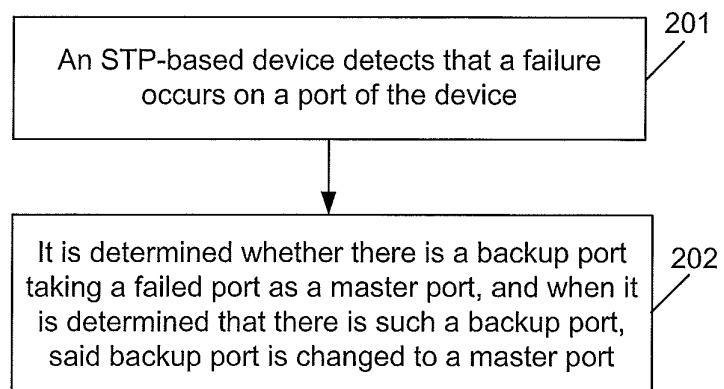 201
An STP-based device detects that a failure
occurs on a port of the device
It is determined whether there is a backup port
taking a failed port as a master port, and when it
is determined that there is such a backup port,
said backup port is changed to a master port
202